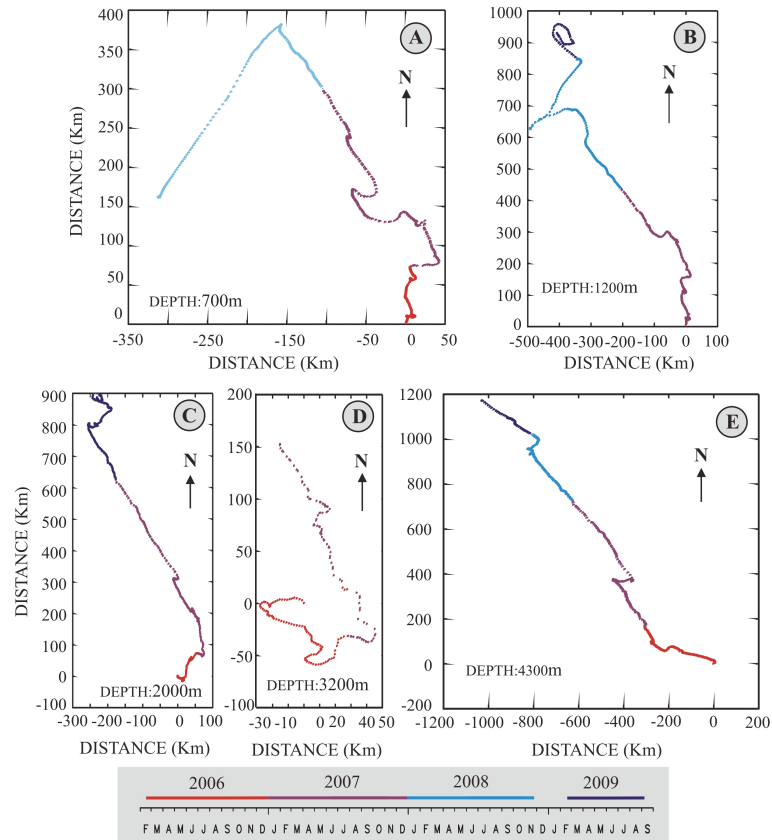 A
N
400
350
300
250
200
150
100
50
0
DISTANCE (Km)
DEPTH:700m
-350 -250 -150 -50 0 50
DISTANCE (Km)
B
N
1000
900
800
700
600
500
400
300
200
100
0
DEPTH:1200m
-500 -400 -300 -200 -100 0 100
DISTANCE (Km)
C
N
900
800
700
600
500
400
300
200
100
0
-100
DISTANCE (Km)
DEPTH:2000m
-300 -200 -100 0 100
DISTANCE (Km)
D
N
200
150
100
50
0
-50
-100
DEPTH:3200m
-30 -10 0 20 40 50
DISTANCE (Km)
E
N
1200
1000
800
600
400
200
0
-200
DEPTH:4300m
-1200 -1000 -800 -600 -400 -200 0 200
DISTANCE (Km)
2006 2007 2008 2009
F M A M J J A S O N D J F M A M J J A S O N D J F M A M J J A S O N D J F M A M J J A S